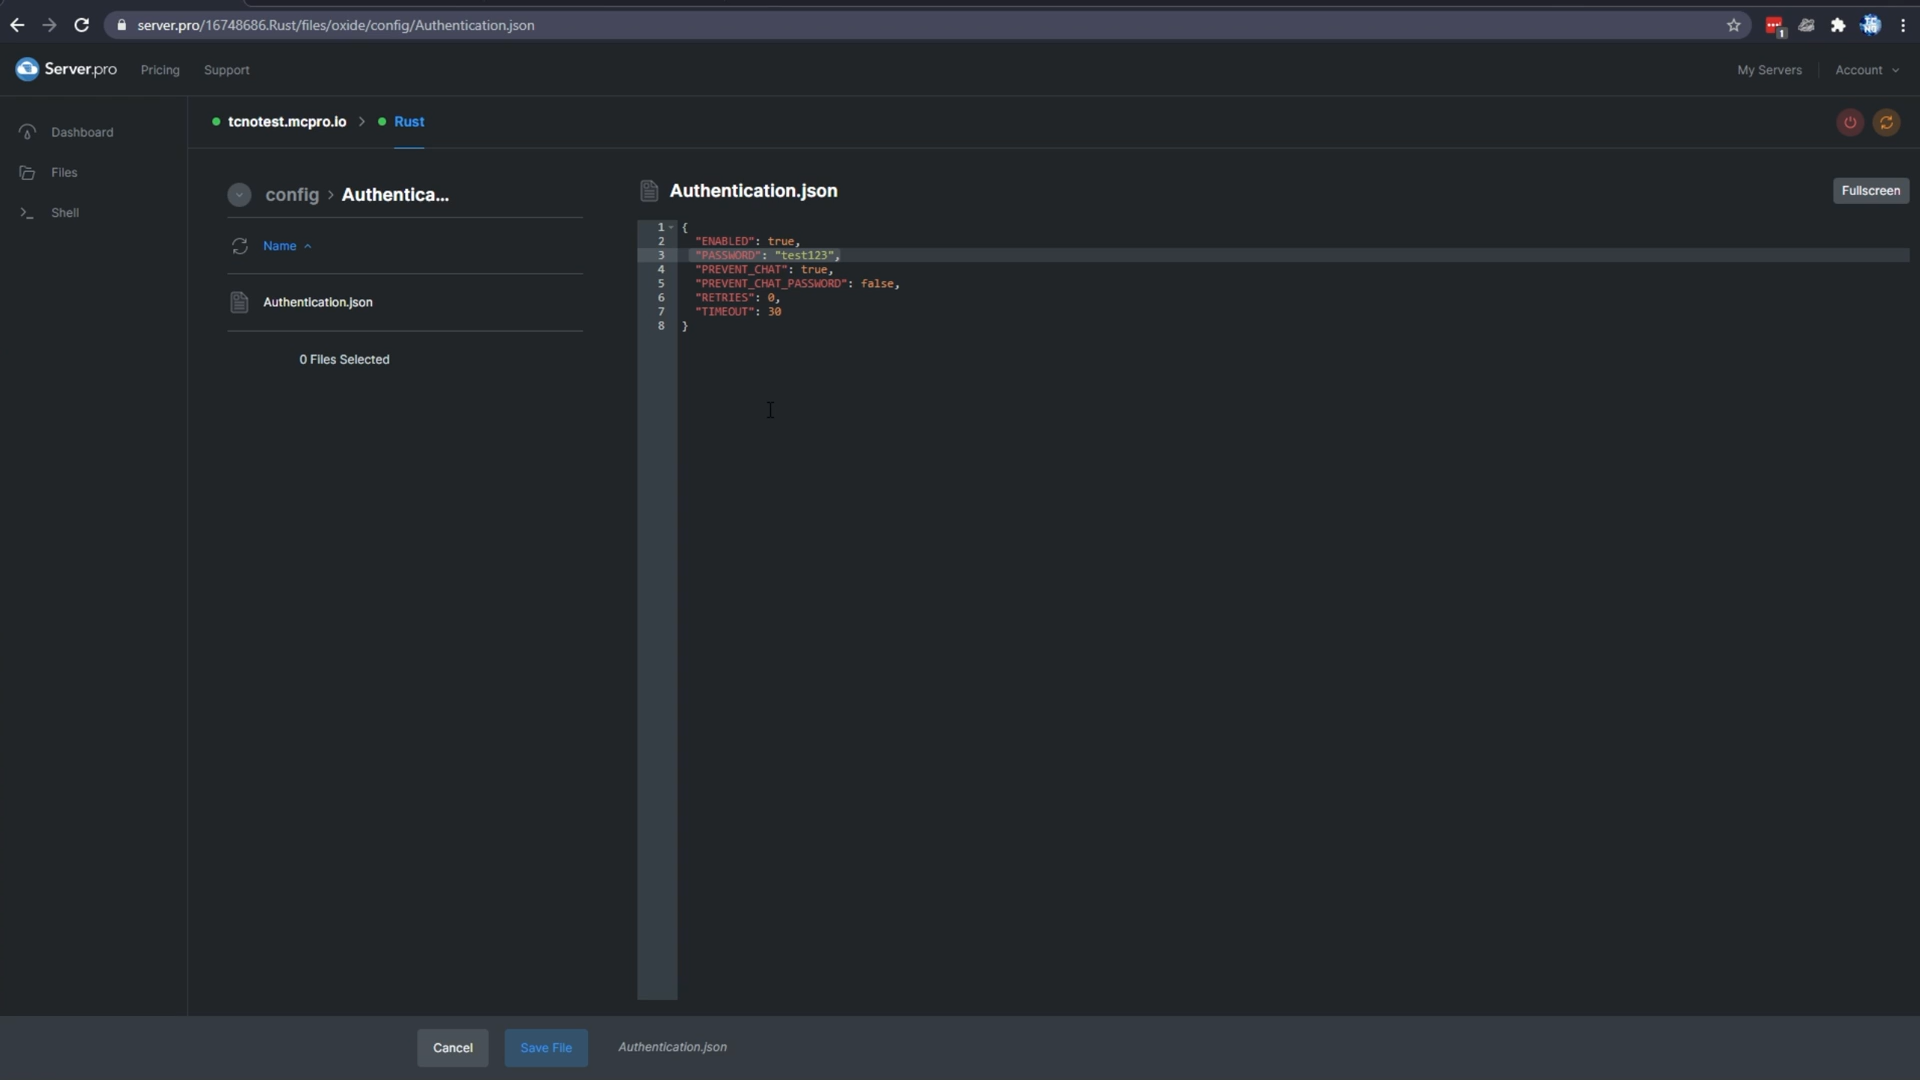 server.pro/16748686.Rust/files/oxide/config/Authentication.json
1
Server.pro
Pricing
Support
My Servers
Account
Dashboard
Files
Shell
tcnotest.mcpro.io > Rust
config > Authentica...
Name
Authentication.json
0 Files Selected
Authentication.json
Fullscreen
1 {
2 "ENABLED": true,
3 "PASSWORD": "test123",
4 "PREVENT_CHAT": true,
5 "PREVENT_CHAT_PASSWORD": false,
6 "RETRIES": 0,
7 "TIMEOUT": 30
8 }
Cancel
Save File
Authentication.json